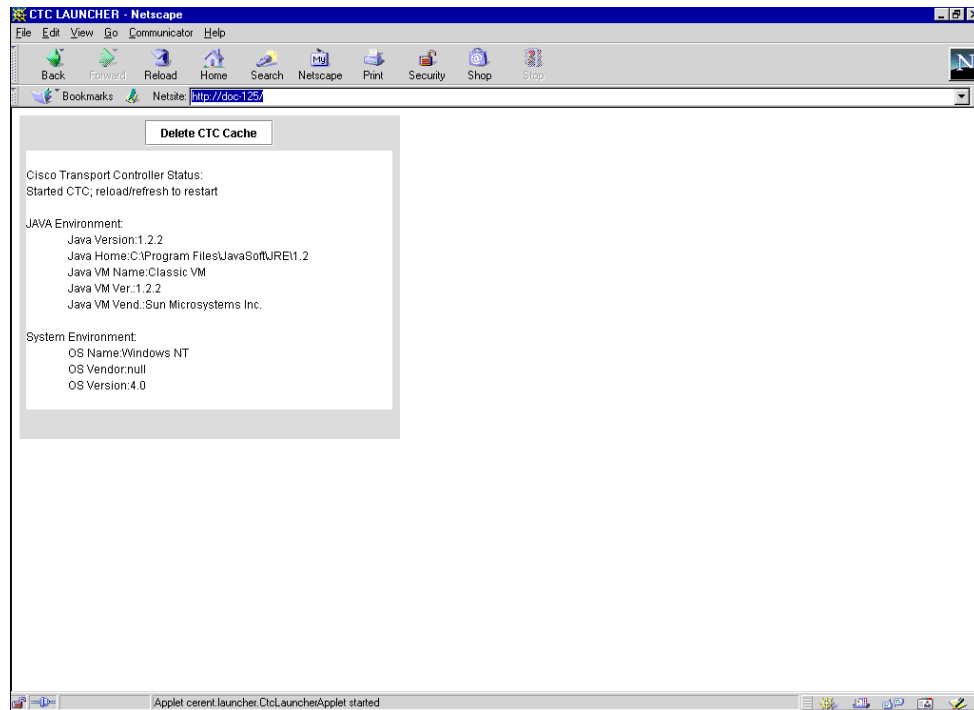 CTC LAUNCHER - Netscape
File Edit View Go Communicator Help
Back Forward Reload Home Search My Netscape Print Security Shop Stop
N
Bookmarks Netsite: http://doc-125/
Delete CTC Cache
Cisco Transport Controller Status:
Started CTC; reload/refresh to restart
JAVA Environment:
Java Version:1.2.2
Java Home:C:\Program Files\JavaSoft\JRE\1.2
Java VM Name:Classic VM
Java VM Ver.:1.2.2
Java VM Vend.:Sun Microsystems Inc.
System Environment:
OS Name:Windows NT
OS Vendor:null
OS Version:4.0
Applet cerent.launcher.CtcLauncherApplet started